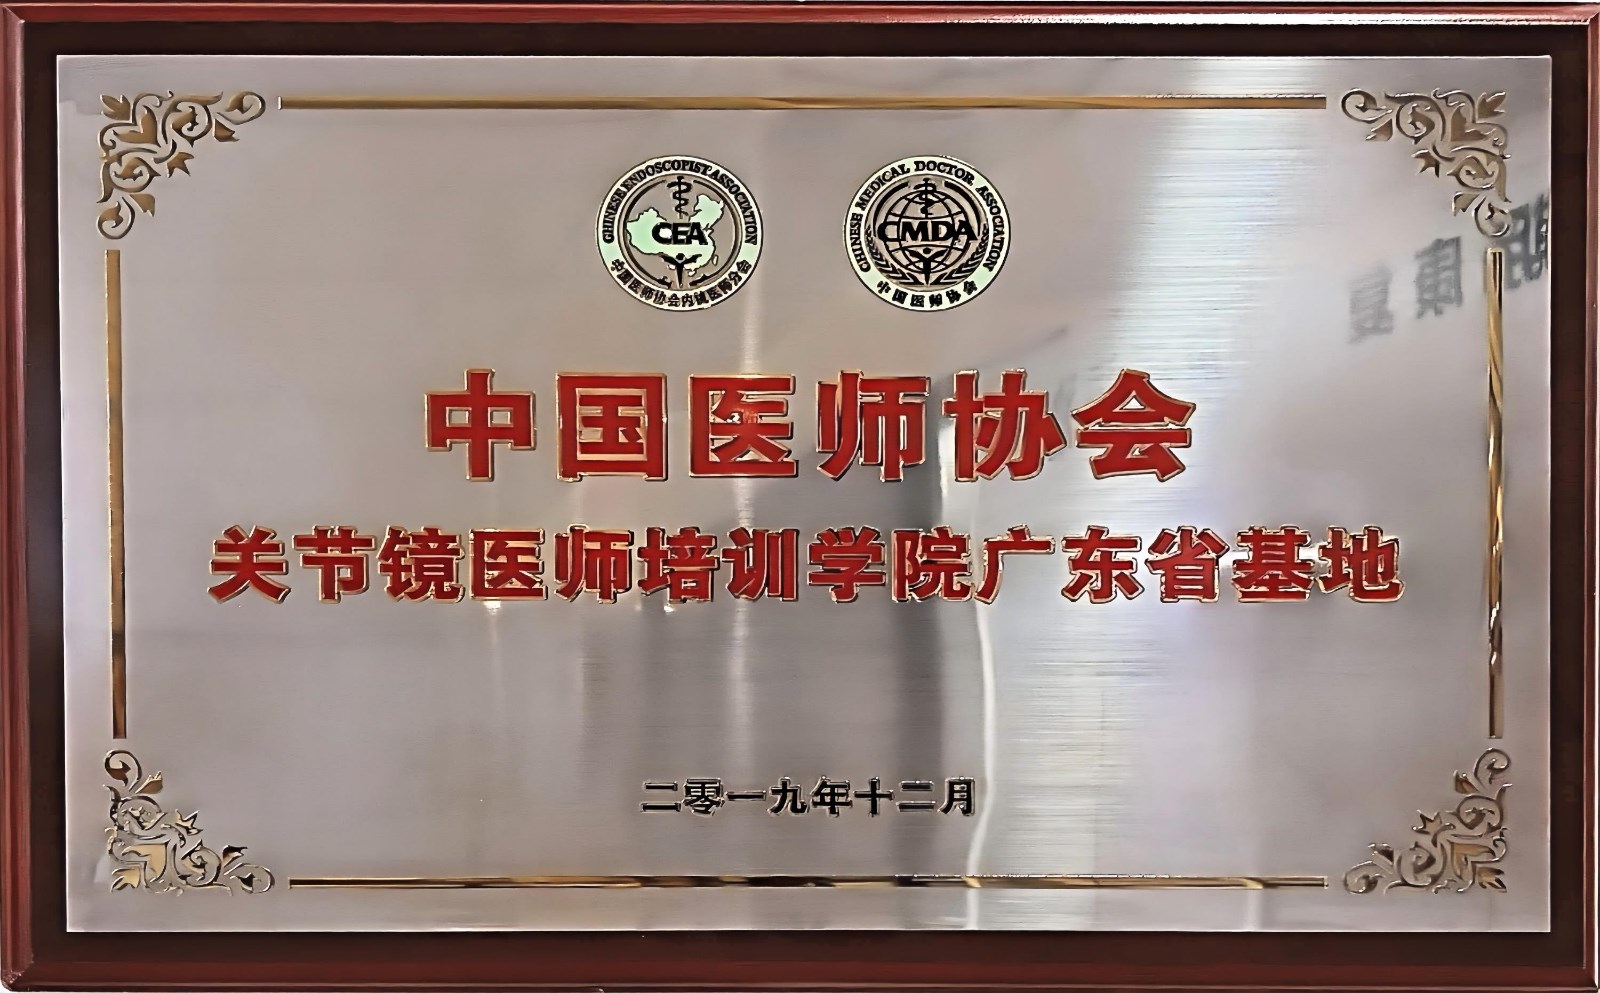 CHINESE ENDOSCOPIST ASSOCIATION
CEA
中国医师协会内镜医师分会
CHINESE MEDICAL DOCTOR ASSOCIATION
CMDA
中国医师协会
中国医师协会
关节镜医师培训学院广东省基地
二零一九年十二月